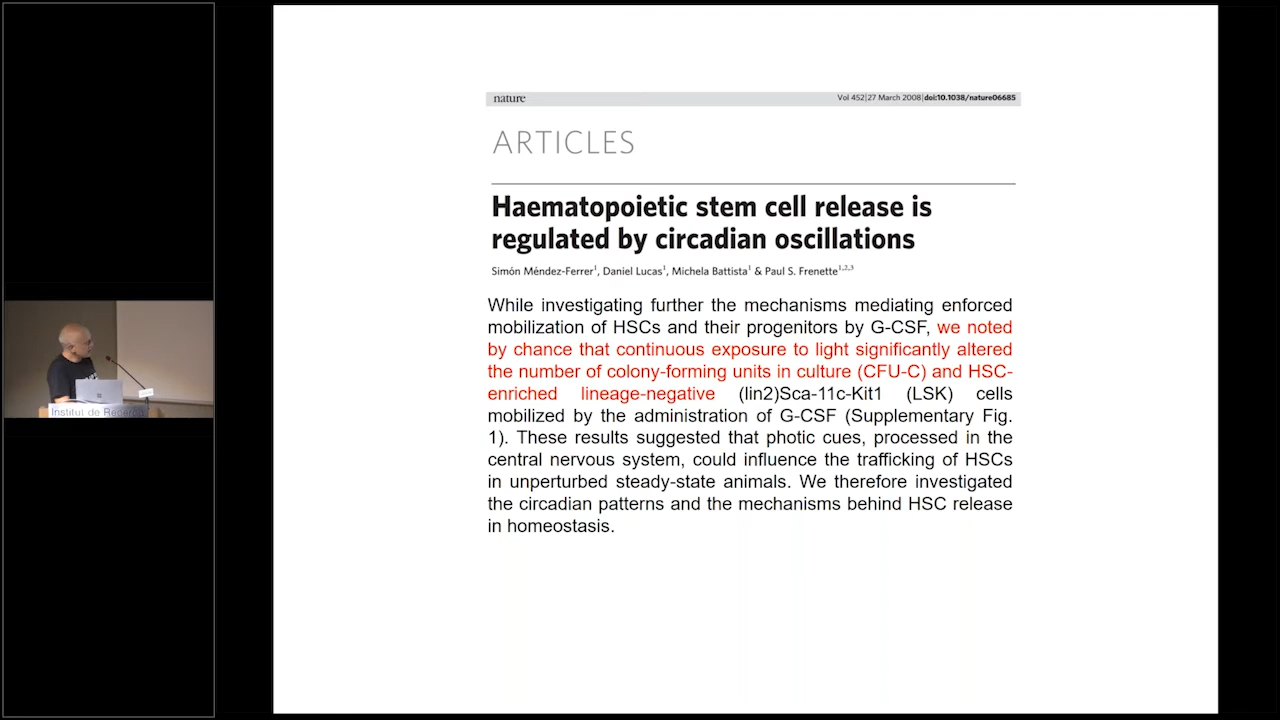 nature
Vol 452|27 March 2008|doi:10.1038/nature06685
ARTICLES
Haematopoietic stem cell release is
regulated by circadian oscillations
Simón Méndez-Ferrer1, Daniel Lucas1, Michela Battista1 & Paul S. Frenette1,2,3
While investigating further the mechanisms mediating enforced
mobilization of HSCs and their progenitors by G-CSF, we noted
by chance that continuous exposure to light significantly altered
the number of colony-forming units in culture (CFU-C) and HSC-
enriched lineage-negative (lin2)Sca-11c-Kit1 (LSK) cells
mobilized by the administration of G-CSF (Supplementary Fig.
1). These results suggested that photic cues, processed in the
central nervous system, could influence the trafficking of HSCs
in unperturbed steady-state animals. We therefore investigated
the circadian patterns and the mechanisms behind HSC release
in homeostasis.
Institut de Recerca